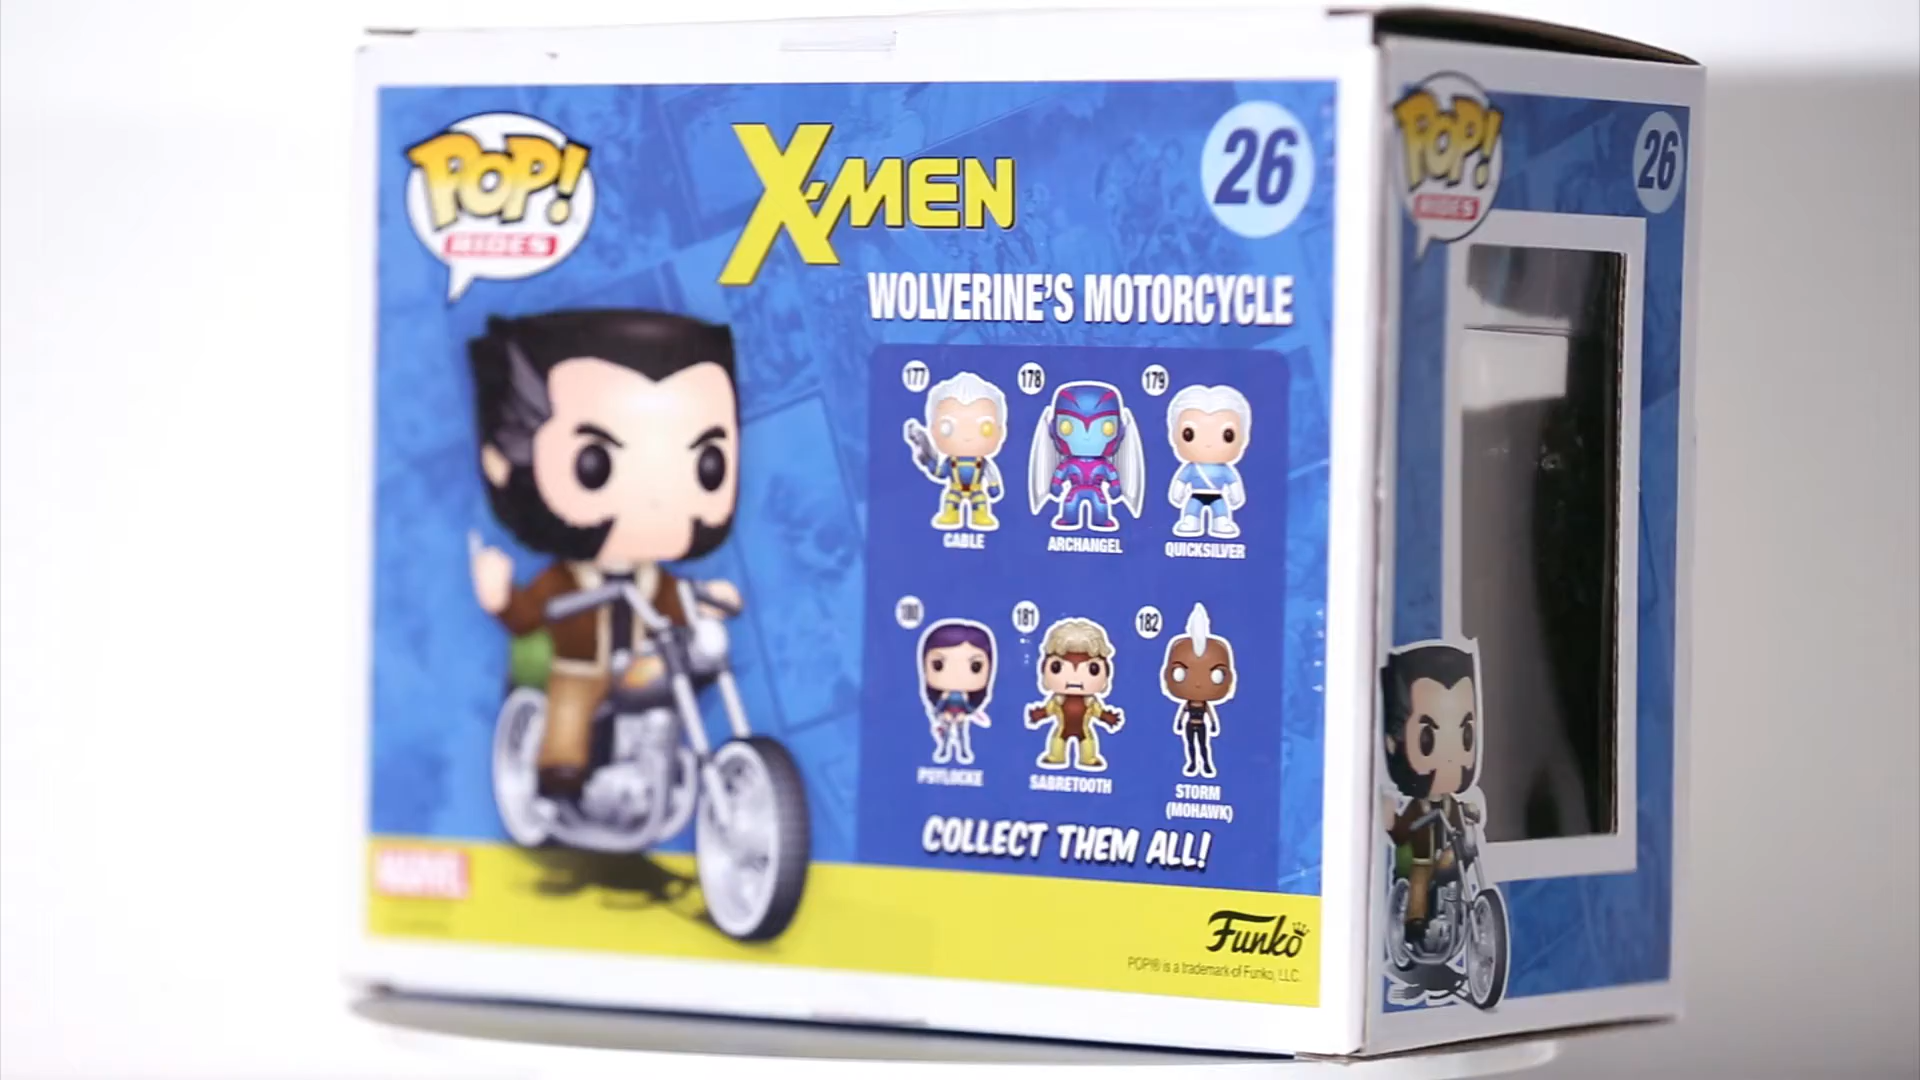 POP!
RIDES
X-MEN
26
WOLVERINE'S MOTORCYCLE
177
178
179
CABLE
ARCHANGEL
QUICKSILVER
180
181
182
PSYLOCKE
SABRETOOTH
STORM
(MOHAWK)
COLLECT THEM ALL!
MARVEL
Funko
POP!® is a trademark of Funko, LLC.
POP!
RIDES
26